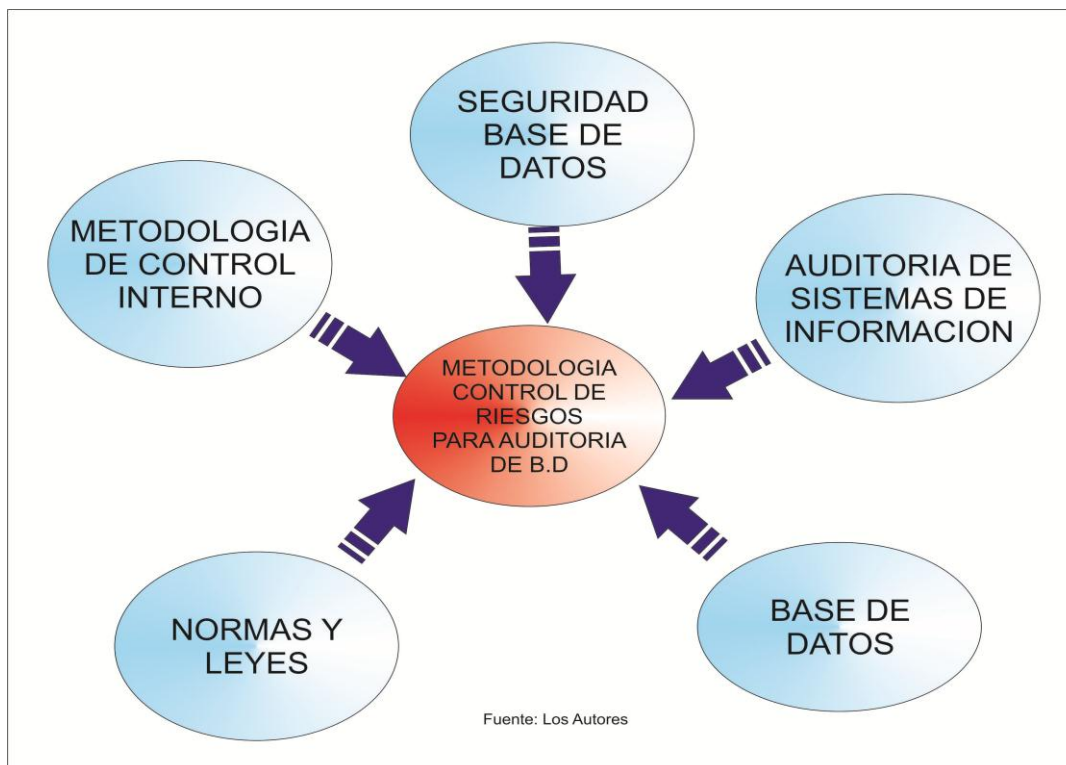 SEGURIDAD
BASE DE
DATOS
METODOLOGIA
DE CONTROL
INTERNO
AUDITORIA DE
SISTEMAS DE
INFORMACION
METODOLOGIA
CONTROL DE
RIESGOS
PARA AUDITORIA
DE B.D
NORMAS Y
LEYES
BASE DE
DATOS
Fuente: Los Autores